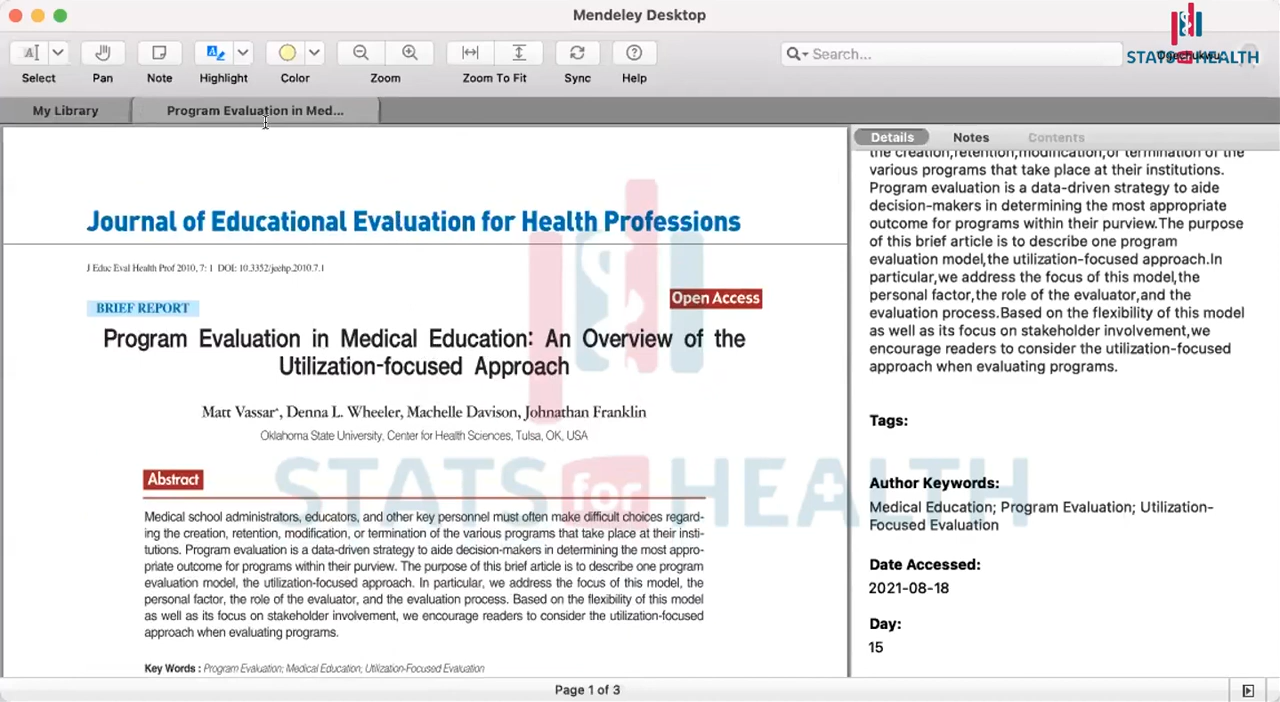 Mendeley Desktop
Search...
Select
Pan
Note
Highlight
Color
Zoom
Zoom To Fit
Sync
Help
STATS for HEALTH
My Library
Program Evaluation in Med...
Details
Notes
Contents
Journal of Educational Evaluation for Health Professions
J Educ Eval Health Prof 2010, 7: 1 DOI: 10.3352/jeehp.2010.7.1
BRIEF REPORT
Open Access
Program Evaluation in Medical Education: An Overview of the
Utilization-focused Approach
Matt Vassar*, Denna L. Wheeler, Machelle Davison, Johnathan Franklin
Oklahoma State University, Center for Health Sciences, Tulsa, OK, USA
Abstract
Medical school administrators, educators, and other key personnel must often make difficult choices regard-
ing the creation, retention, modification, or termination of the various programs that take place at their insti-
tutions. Program evaluation is a data-driven strategy to aide decision-makers in determining the most appro-
priate outcome for programs within their purview. The purpose of this brief article is to describe one program
evaluation model, the utilization-focused approach. In particular, we address the focus of this model, the
personal factor, the role of the evaluator, and the evaluation process. Based on the flexibility of this model
as well as its focus on stakeholder involvement, we encourage readers to consider the utilization-focused
approach when evaluating programs.
Key Words : Program Evaluation; Medical Education; Utilization-Focused Evaluation
STATS for HEALTH
the creation,retention,modification,or termination of the
various programs that take place at their institutions.
Program evaluation is a data-driven strategy to aide
decision-makers in determining the most appropriate
outcome for programs within their purview.The purpose
of this brief article is to describe one program
evaluation model,the utilization-focused approach.In
particular,we address the focus of this model,the
personal factor,the role of the evaluator,and the
evaluation process.Based on the flexibility of this model
as well as its focus on stakeholder involvement,we
encourage readers to consider the utilization-focused
approach when evaluating programs.
Tags:
Author Keywords:
Medical Education; Program Evaluation; Utilization-
Focused Evaluation
Date Accessed:
2021-08-18
Day:
15
Page 1 of 3